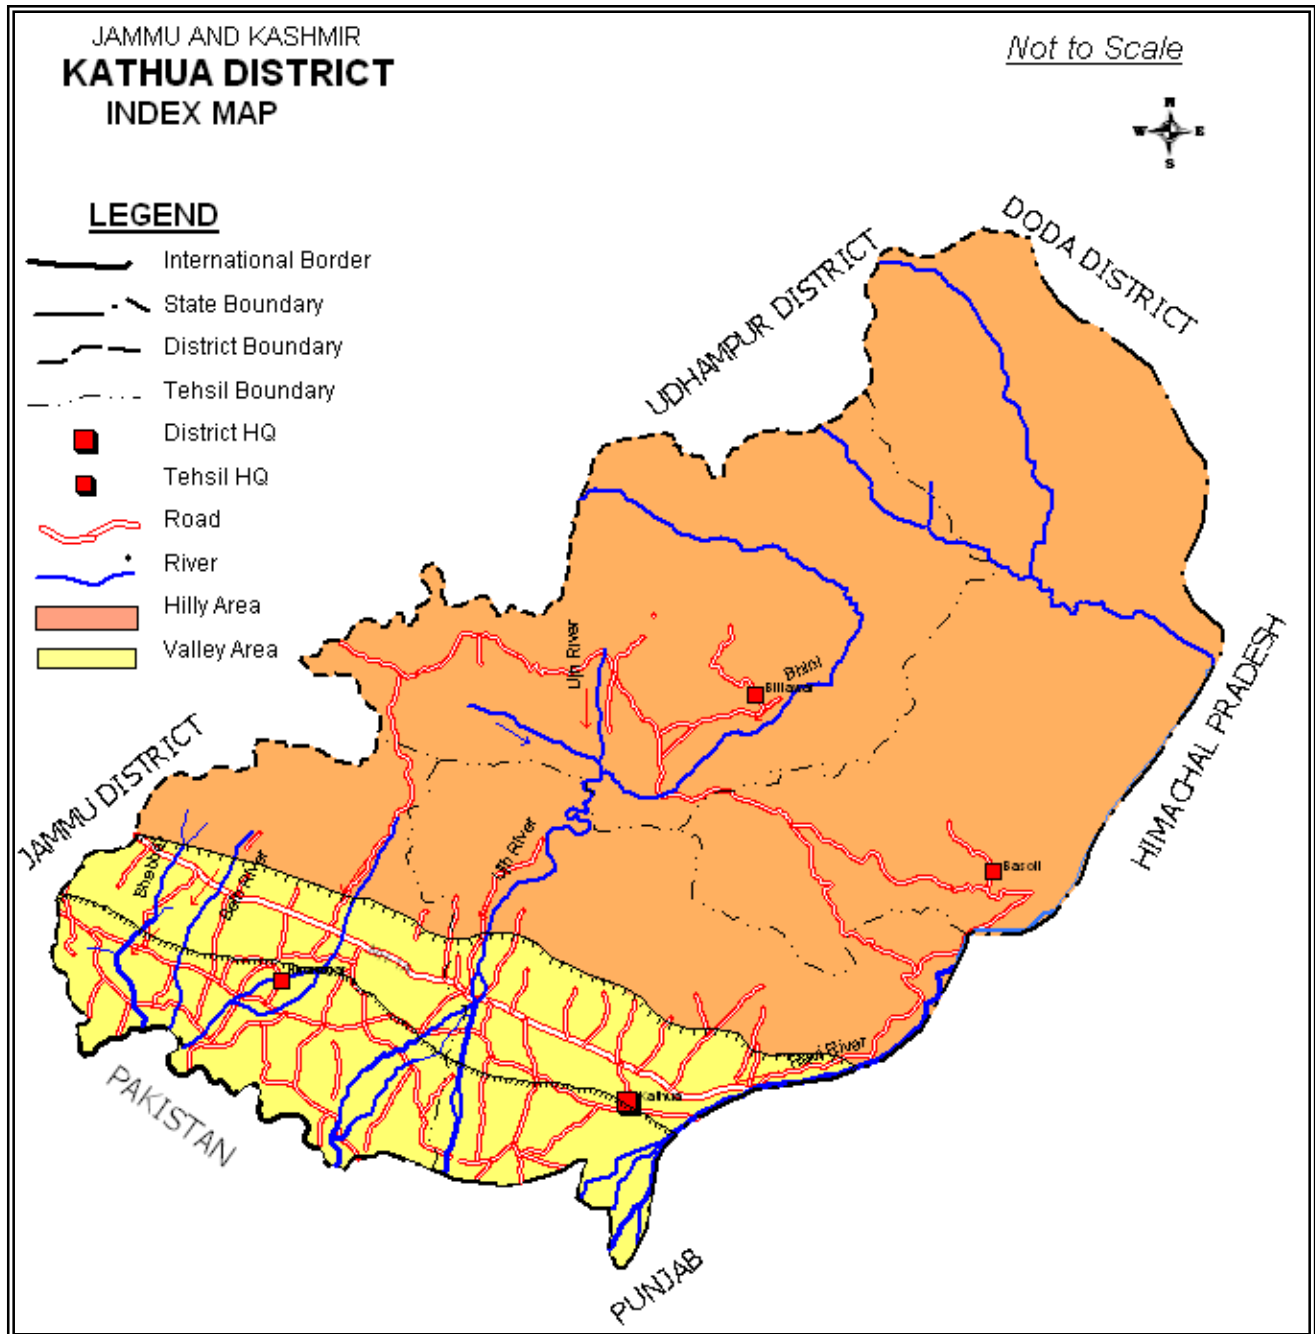 JAMMU AND KASHMIR
KATHUA DISTRICT
INDEX MAP
Not to Scale
N
W E
S
LEGEND
International Border
State Boundary
District Boundary
Tehsil Boundary
District HQ
Tehsil HQ
Road
River
Hilly Area
Valley Area
DODA DISTRICT
UDHAMPUR DISTRICT
HIMACHAL PRADESH
JAMMU DISTRICT
PAKISTAN
PUNJAB
Ujh River
Bhini
Billawar
Ujh River
Basoli
River
River
Kathua